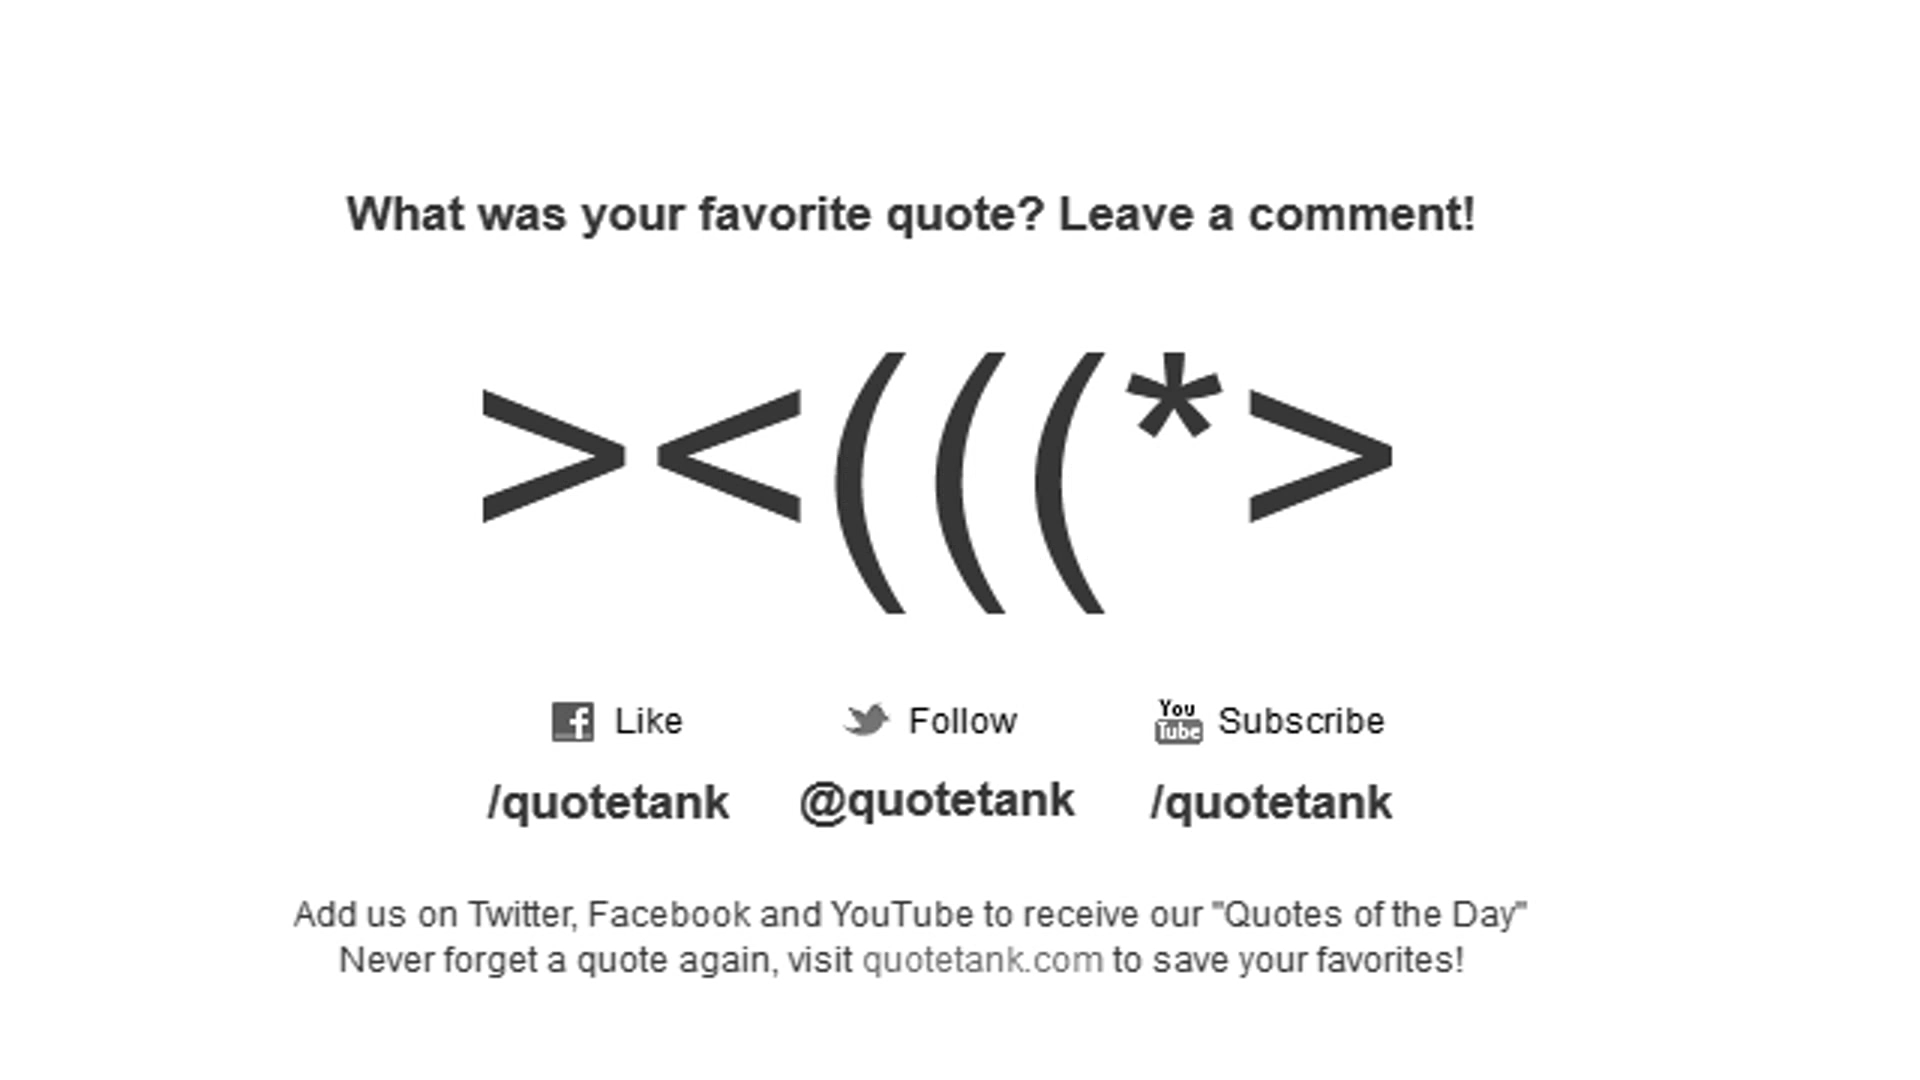 What was your favorite quote? Leave a comment!
><(((*>
f Like Follow You Tube Subscribe
/quotetank @quotetank /quotetank
Add us on Twitter, Facebook and YouTube to receive our "Quotes of the Day"
Never forget a quote again, visit quotetank.com to save your favorites!